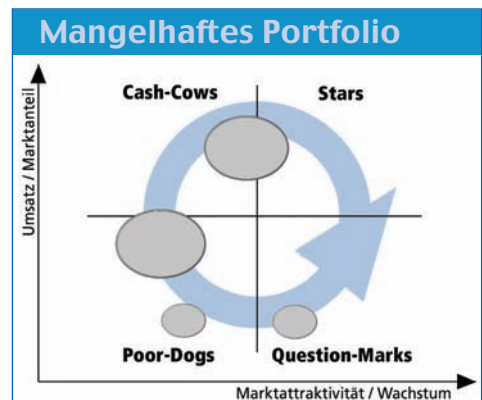 Mangelhaftes Portfolio
Cash-Cows
Stars
Umsatz / Marktanteil
Poor-Dogs
Question-Marks
Marktattraktivität / Wachstum